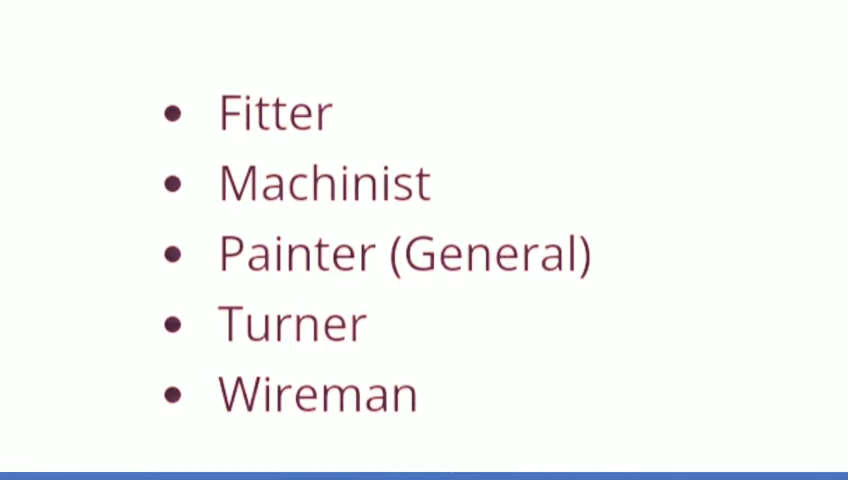 • Fitter
• Machinist
• Painter (General)
• Turner
• Wireman